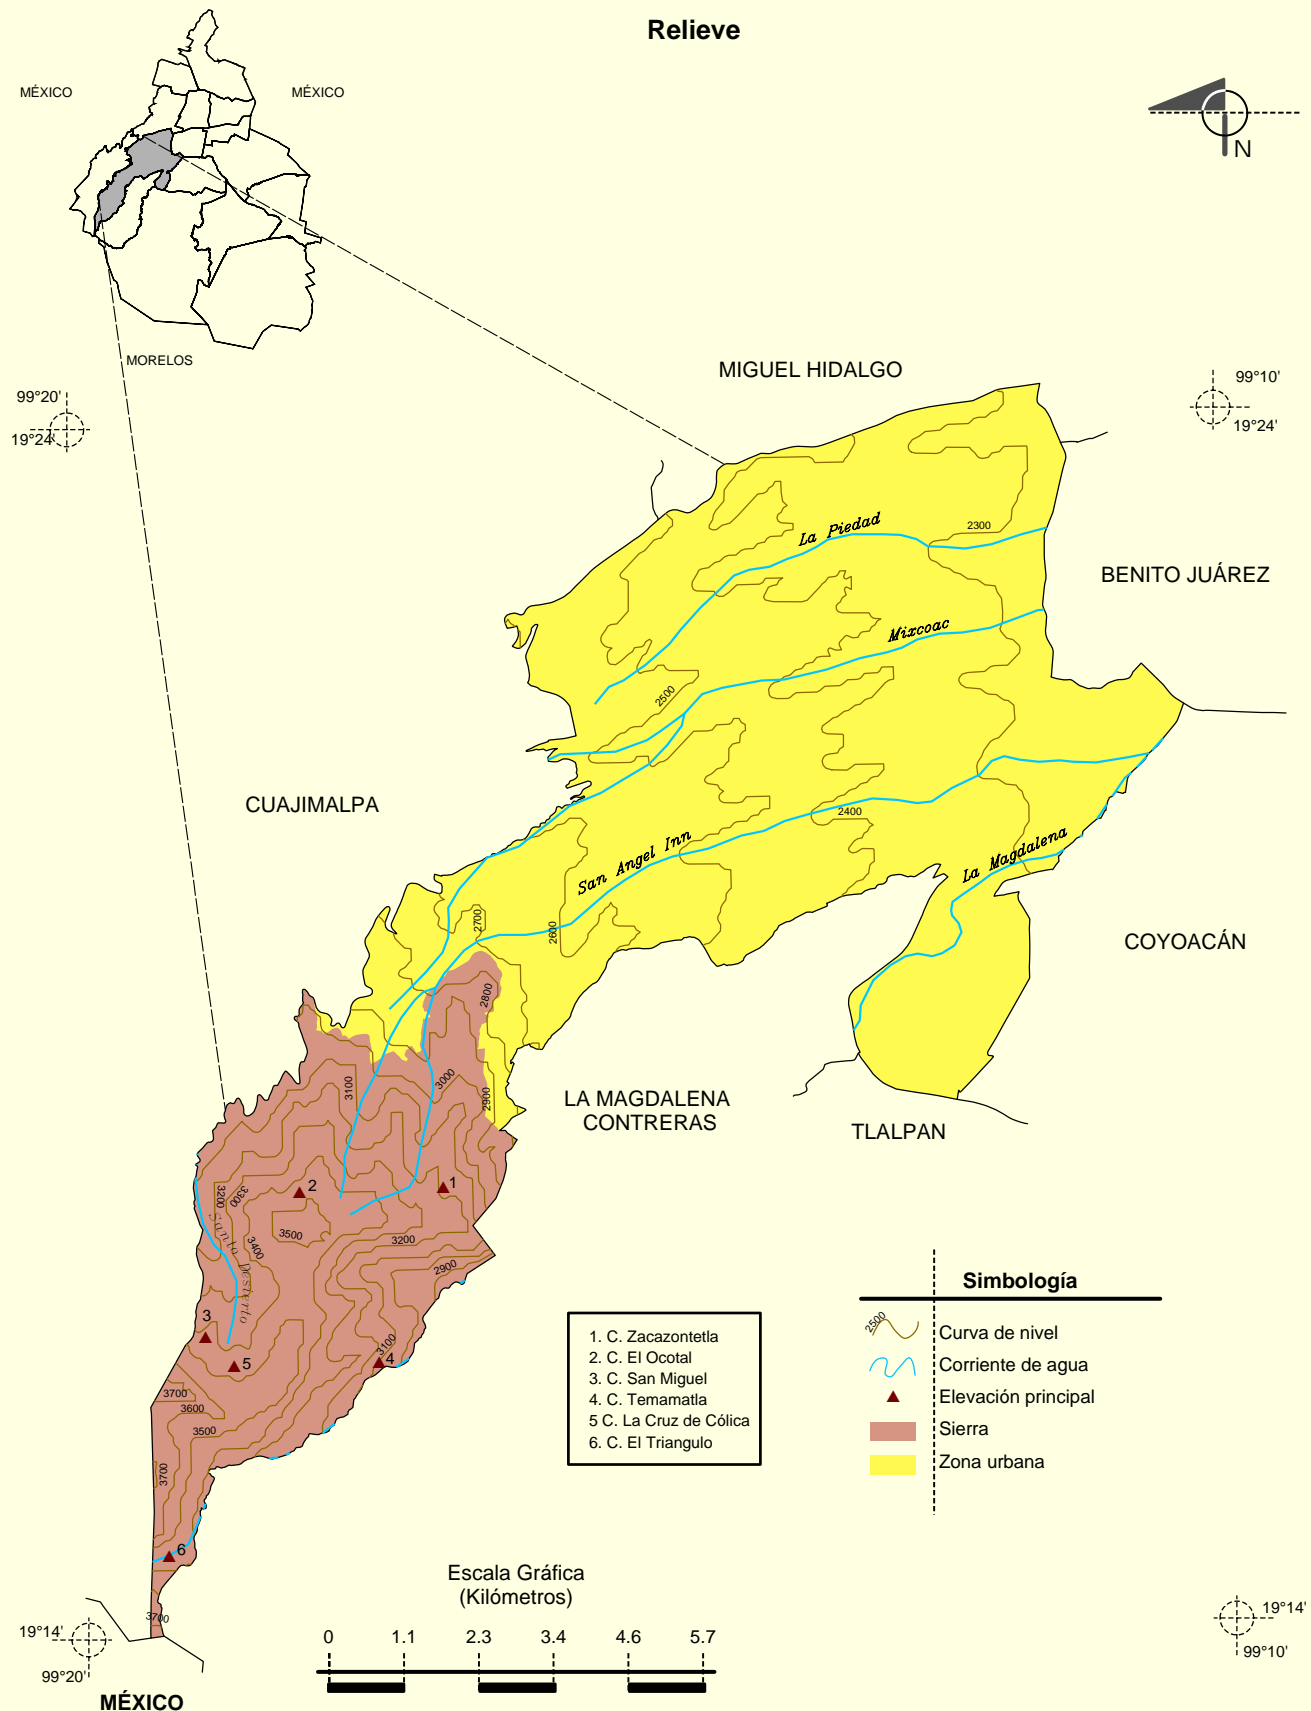 Relieve
MÉXICO
MÉXICO
N
MORELOS
MIGUEL HIDALGO
99°20'
19°24'
99°10'
19°24'
La Piedad
2300
BENITO JUÁREZ
Mixcoac
2500
CUAJIMALPA
2400
San Angel Inn
La Magdalena
2700
2600
COYOACÁN
2800
3000
3100
2900
LA MAGDALENA
CONTRERAS
TLALPAN
1
2
3200
3300
Santo Desierto
3500
3400
3200
2900
3
3100
4
5
3700
3600
3500
3700
6
3700
1. C. Zacazontetla
2. C. El Ocotal
3. C. San Miguel
4. C. Temamatla
5 C. La Cruz de Cólica
6. C. El Triangulo
Simbología
2500
Curva de nivel
Corriente de agua
Elevación principal
Sierra
Zona urbana
Escala Gráfica
(Kilómetros)
0 1.1 2.3 3.4 4.6 5.7
19°14'
99°20'
19°14'
99°10'
MÉXICO